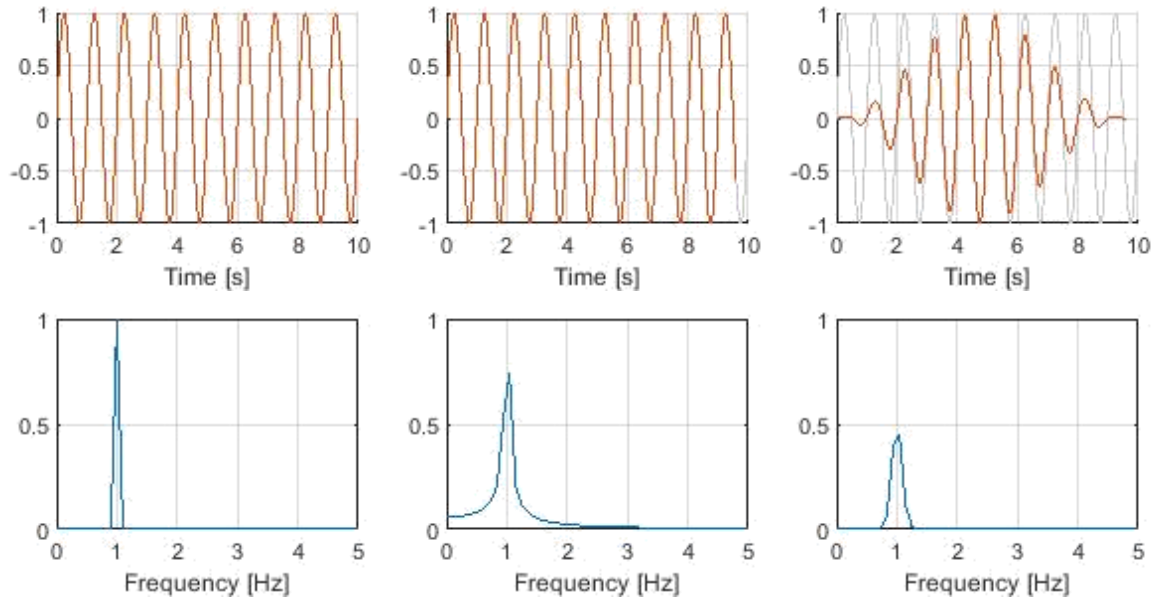 1 1 1
0.5 0.5 0.5
0 0 0
-0.5 -0.5 -0.5
-1 -1 -1
0 2 4 6 8 10 0 2 4 6 8 10 0 2 4 6 8 10
Time [s] Time [s] Time [s]
1 1 1
0.5 0.5 0.5
0 0 0
0 1 2 3 4 5 0 1 2 3 4 5 0 1 2 3 4 5
Frequency [Hz] Frequency [Hz] Frequency [Hz]